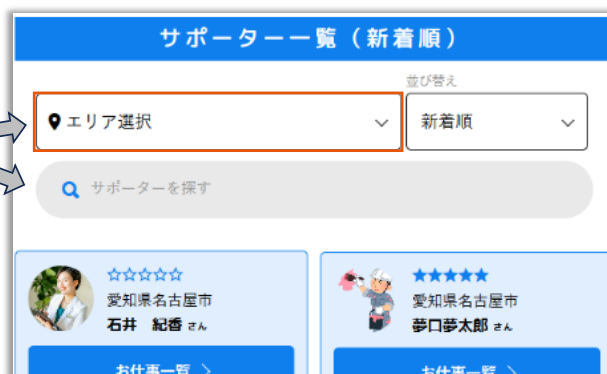 サポーター一覧（新着順）
並び替え
エリア選択
新着順
サポーターを探す
☆☆☆☆☆
愛知県名古屋市
石井　紀香 さん
お仕事一覧 ＞
★★★★★
愛知県名古屋市
夢口夢太郎 さん
お仕事一覧 ＞